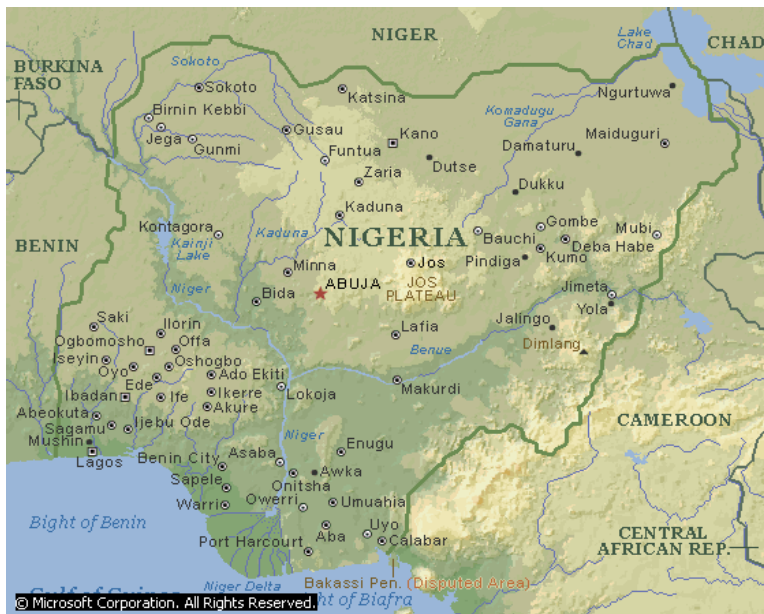 NIGER
Lake
Chad
CHAD
BURKINA
FASO
Sokoto
Sokoto
Katsina
Ngurtuwa
Komadugu
Gana
Birnin Kebbi
Jega
Gunmi
Gusau
Funtua
Kano
Dutse
Damaturu
Maiduguri
Zaria
Dukku
Kaduna
Kontagora
Kainji
Lake
Kaduna
NIGERIA
Gombe
Mubi
Bauchi
Deba Habe
Kumo
Pindiga
BENIN
Minna
Jos
JOS
PLATEAU
Jimeta
Niger
Bida
ABUJA
Yola
Saki
Ilorin
Lafia
Jalingo
Ogbomosho
Offa
Dimlang
Iseyin
Oshogbo
Benue
Oyo
Ede
Ado Ekiti
Lokoja
Makurdi
Ibadan
Ife
Ikerre
Akure
Abeokuta
Sagamu
Ijebu Ode
CAMEROON
Mushin
Lagos
Niger
Enugu
Benin City
Asaba
Awka
Sapele
Onitsha
Owerri
Umuahia
Warri
Bight of Benin
Uyo
Aba
Port Harcourt
Calabar
CENTRAL
AFRICAN REP.
Bakassi Pen. (Disputed Area)
Niger Delta
Gulf of Guinea
Bight of Biafra
© Microsoft Corporation. All Rights Reserved.